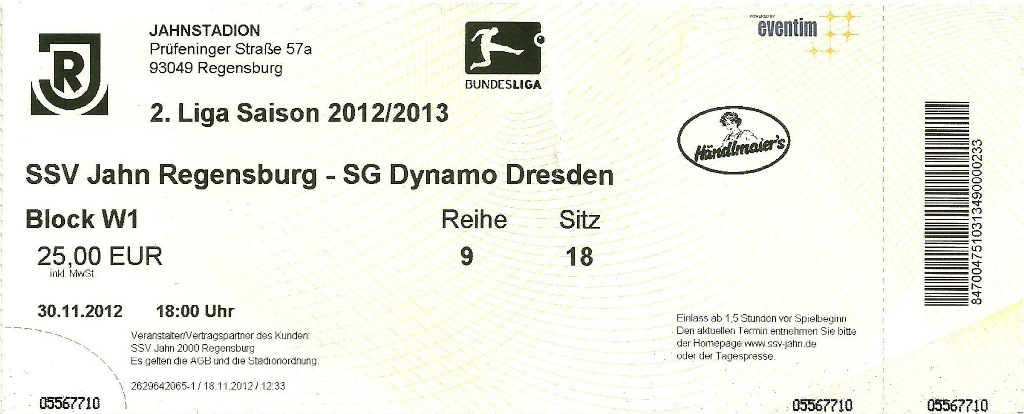 JAHNSTADION
Prüfeninger Straße 57a
93049 Regensburg
BUNDESLIGA
POWERED BY
eventim
2. Liga Saison 2012/2013
Händlmaier's
SSV Jahn Regensburg - SG Dynamo Dresden
Block W1 Reihe Sitz
25,00 EUR 9 18
inkl. MwSt.
30.11.2012 18:00 Uhr
Veranstalter/Vertragspartner des Kunden:
SSV Jahn 2000 Regensburg
Es gelten die AGB und die Stadionordnung.
2629642065-1 / 18.11.2012 / 12:33
Einlass ab 1,5 Stunden vor Spielbeginn
Den aktuellen Termin entnehmen Sie bitte
der Homepage www.ssv-jahn.de
oder der Tagespresse.
05567710 05567710 05567710
8470047510313490000233